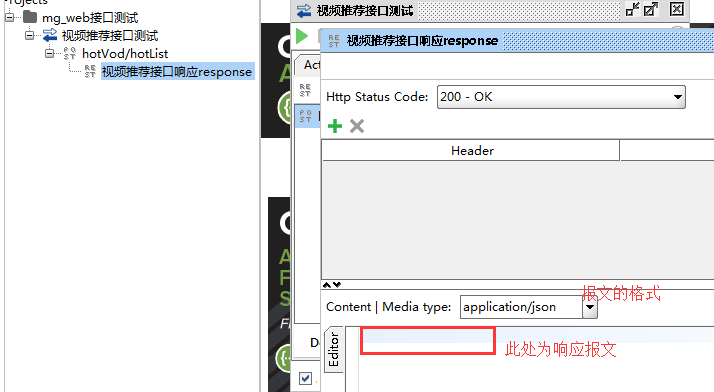 mg_web接口测试
视频推荐接口测试
hotVod/hotList
视频推荐接口响应response
视频推荐接口测试
视频推荐接口响应response
Act
Http Status Code:
200 - OK
Header
报文的格式
Content | Media type:
application/json
Editor
此处为响应报文